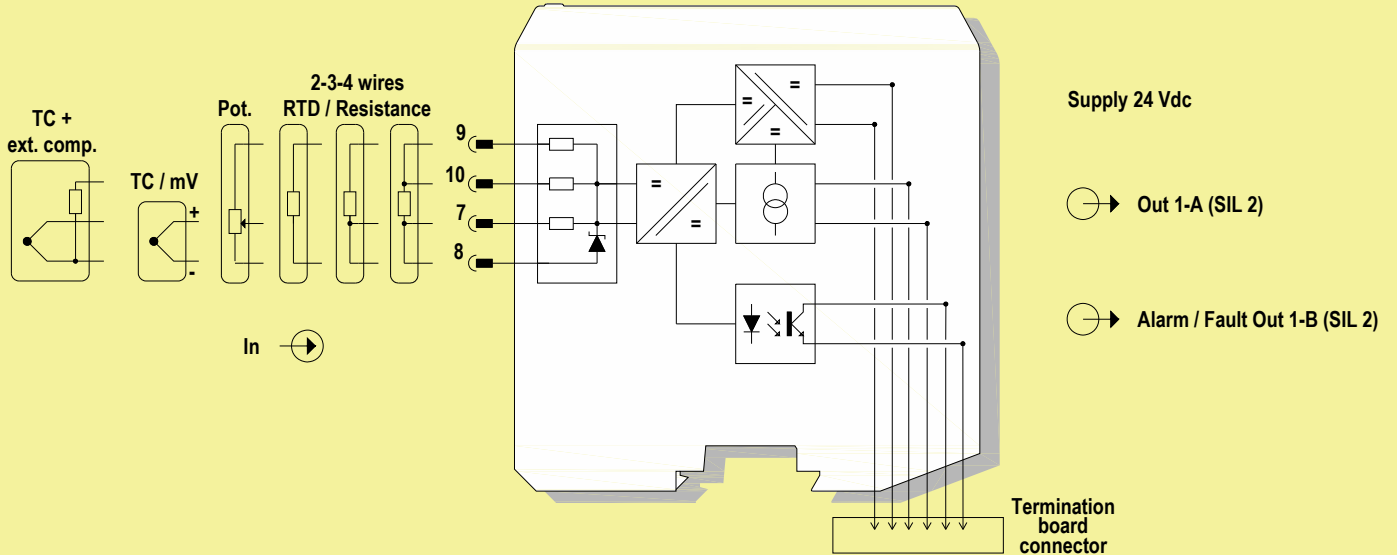 TC +
ext. comp.
TC / mV
+
-
Pot.
2-3-4 wires
RTD / Resistance
9
10
7
8
In
=
=
=
=
=
Supply 24 Vdc
Out 1-A (SIL 2)
Alarm / Fault Out 1-B (SIL 2)
Termination
board
connector